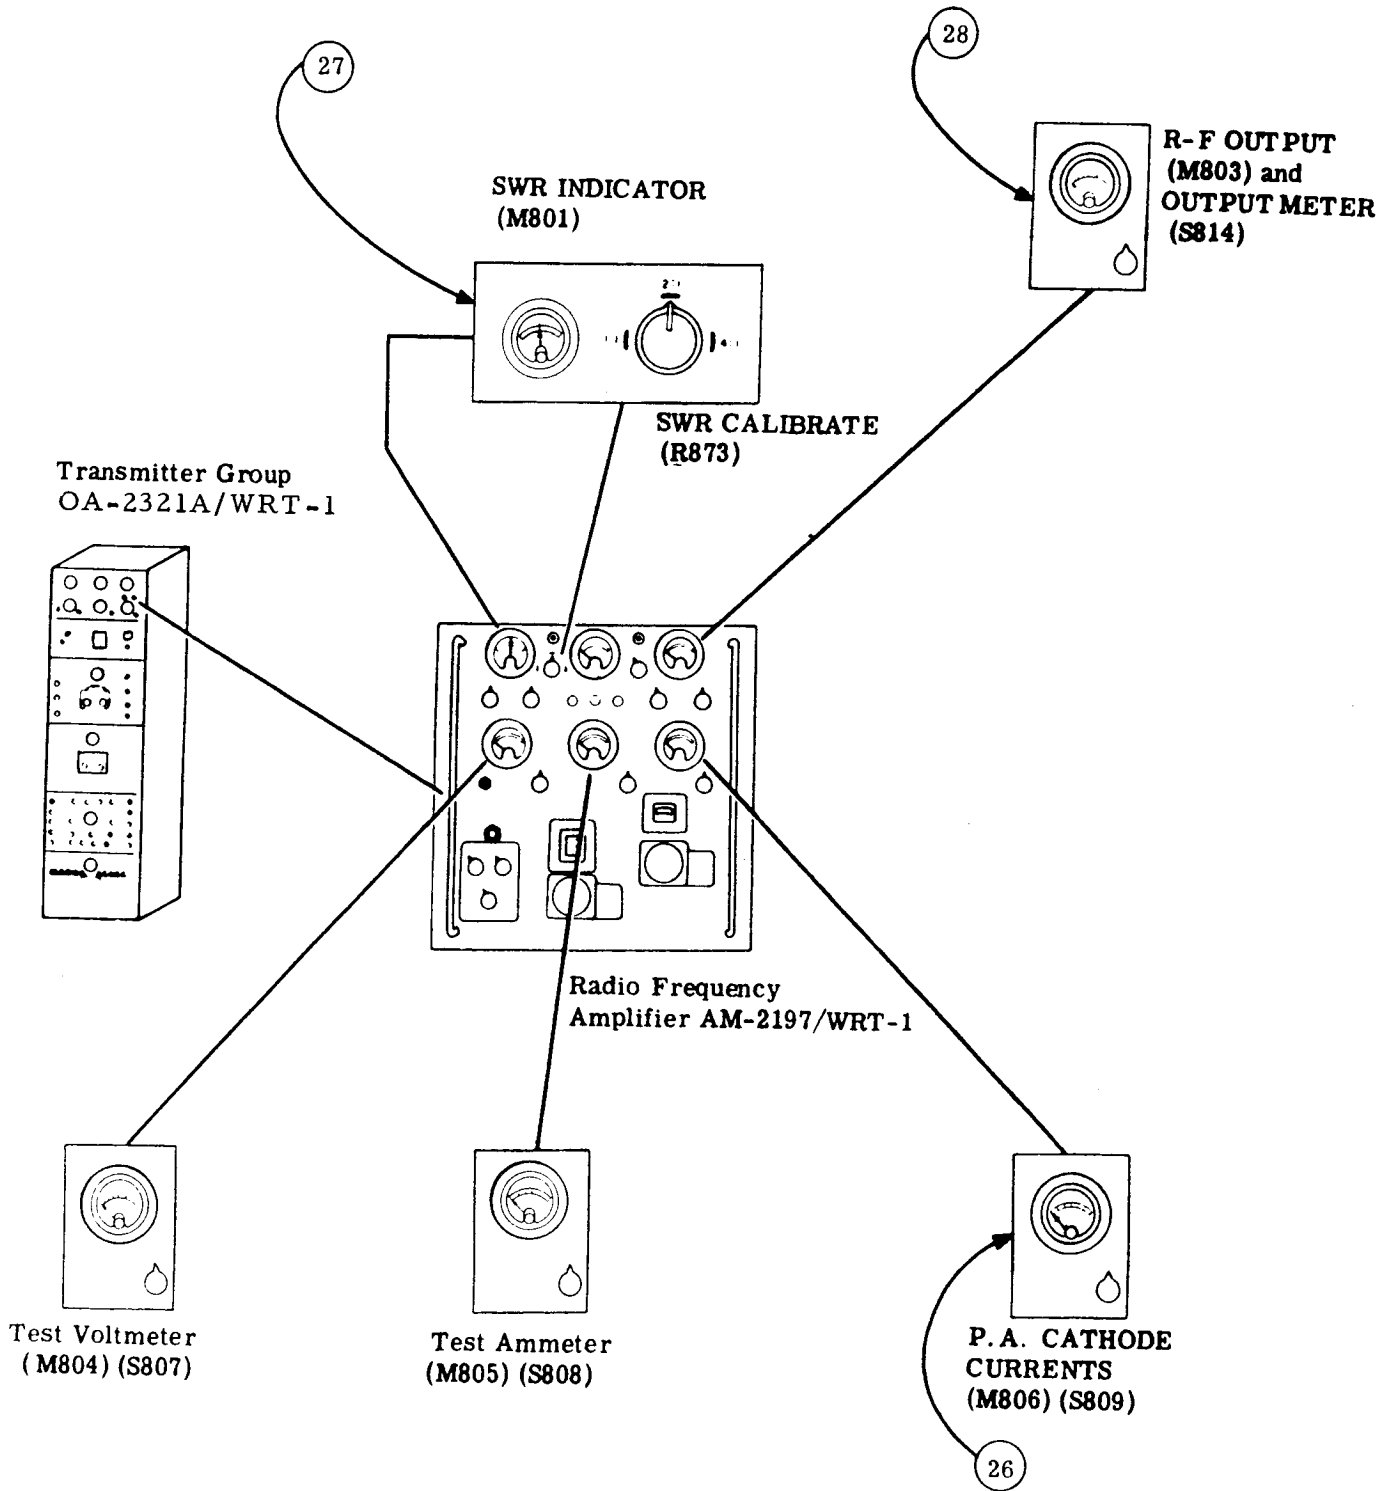 28
27
R-F OUTPUT
(M803) and
OUTPUT METER
(S814)
SWR INDICATOR
(M801)
SWR CALIBRATE
(R873)
Transmitter Group
OA-2321A/WRT-1
Radio Frequency
Amplifier AM-2197/WRT-1
Test Voltmeter
(M804) (S807)
Test Ammeter
(M805) (S808)
P.A. CATHODE
CURRENTS
(M806) (S809)
26